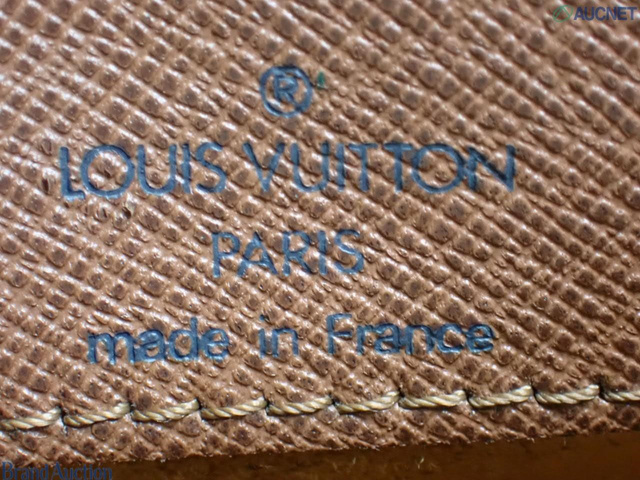 AUCNET
®
LOUIS VUITTON
PARIS
made in France
Brand Auction